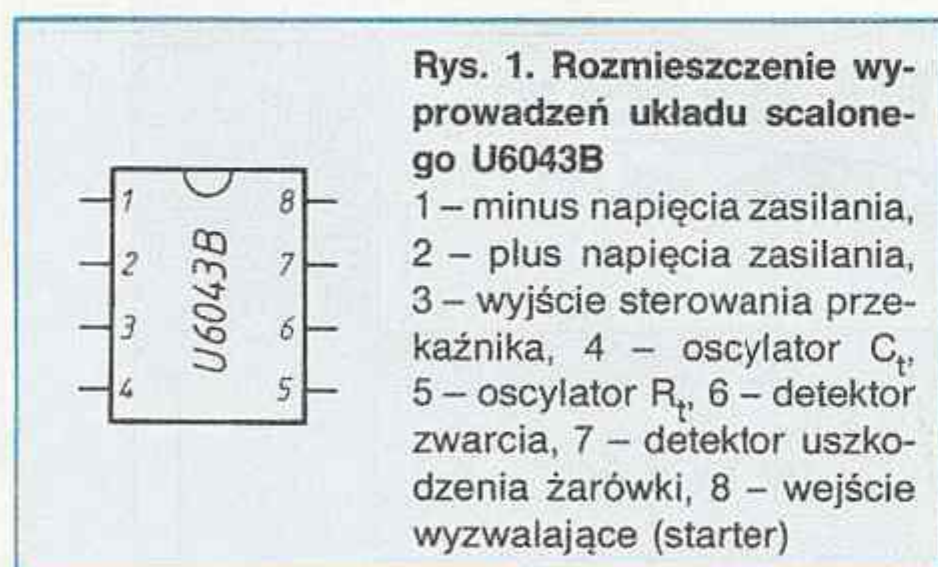 Rys. 1. Rozmieszczenie wy-
prowadzeń układu scalone-
go U6043B
1 – minus napięcia zasilania,
2 – plus napięcia zasilania,
3 – wyjście sterowania prze-
kaźnika, 4 – oscylator Cₜ,
5 – oscylator Rₜ, 6 – detektor
zwarcia, 7 – detektor uszko-
dzenia żarówki, 8 – wejście
wyzwalające (starter)
1 8
2 7
3 6
4 5
U6043B